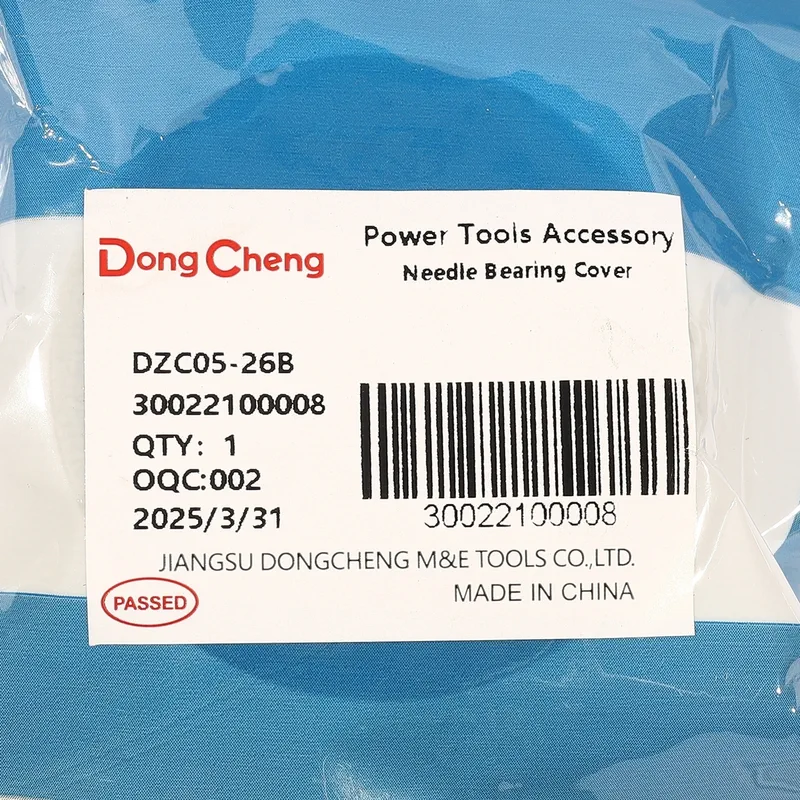 DongCheng
Power Tools Accessory
Needle Bearing Cover
DZC05-26B
30022100008
QTY: 1
OQC:002
2025/3/31
30022100008
JIANGSU DONGCHENG M&E TOOLS CO.,LTD.
PASSED
MADE IN CHINA